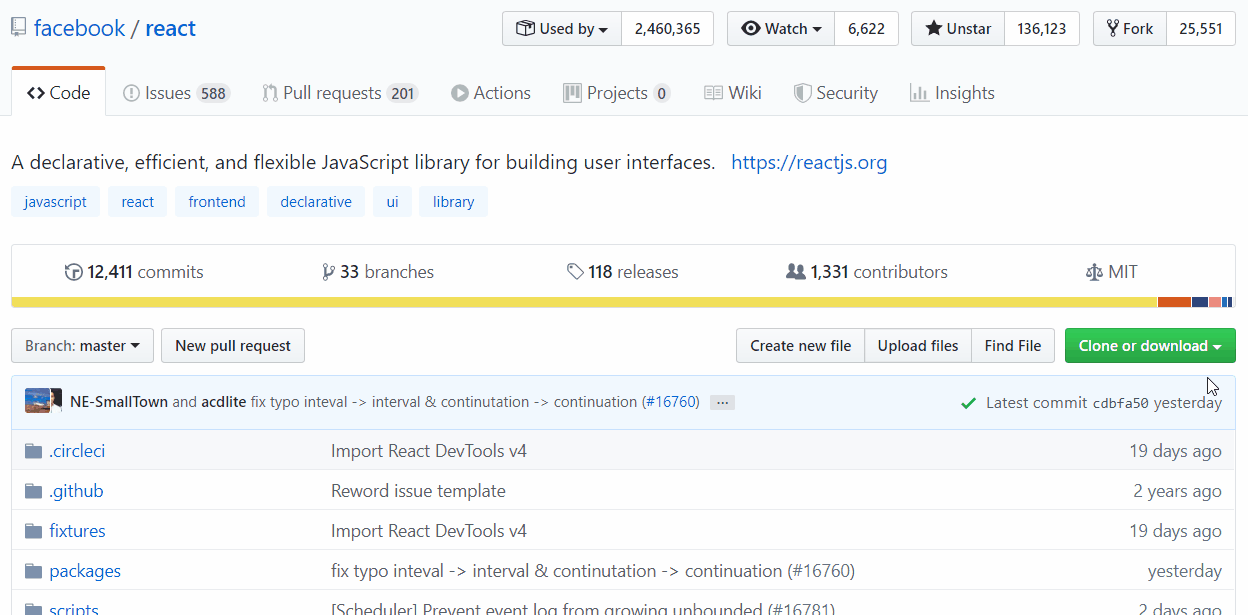 facebook / react Used by 2,460,365 Watch 6,622 Unstar 136,123 Fork 25,551
Code Issues 588 Pull requests 201 Actions Projects 0 Wiki Security Insights
A declarative, efficient, and flexible JavaScript library for building user interfaces. https://reactjs.org
javascript react frontend declarative ui library
12,411 commits 33 branches 118 releases 1,331 contributors MIT
Branch: master New pull request Create new file Upload files Find File Clone or download
NE-SmallTown and acdlite fix typo inteval -> interval & continutation -> continuation (#16760) ... Latest commit cdbfa50 yesterday
.circleci Import React DevTools v4 19 days ago
.github Reword issue template 2 years ago
fixtures Import React DevTools v4 19 days ago
packages fix typo inteval -> interval & continutation -> continuation (#16760) yesterday
scripts [Scheduler] Prevent event log from growing unbounded (#16781) 2 days ago